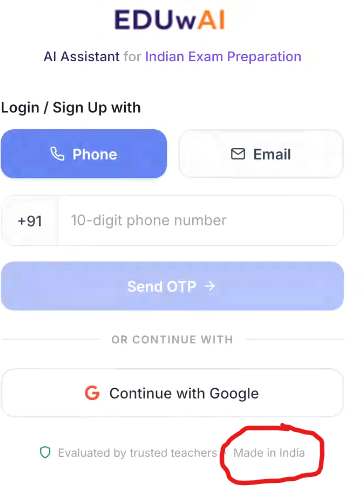 EDUWAI
AI Assistant for Indian Exam Preparation
Login / Sign Up with
Phone
Email
+91
10-digit phone number
Send OTP →
OR CONTINUE WITH
G Continue with Google
Evaluated by trusted teachers
Made in India